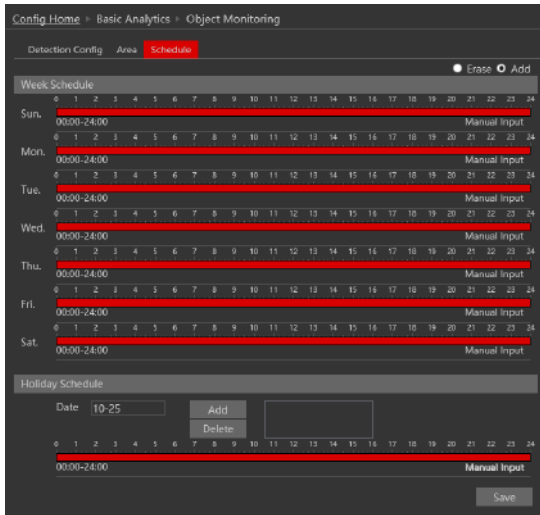 Config Home ▸ Basic Analytics ▸ Object Monitoring
Detection Config Area Schedule
Erase Add
Week Schedule
0 1 2 3 4 5 6 7 8 9 10 11 12 13 14 15 16 17 18 19 20 21 22 23 24
Sun.
00:00-24:00 Manual Input
0 1 2 3 4 5 6 7 8 9 10 11 12 13 14 15 16 17 18 19 20 21 22 23 24
Mon.
00:00-24:00 Manual Input
0 1 2 3 4 5 6 7 8 9 10 11 12 13 14 15 16 17 18 19 20 21 22 23 24
Tue.
00:00-24:00 Manual Input
0 1 2 3 4 5 6 7 8 9 10 11 12 13 14 15 16 17 18 19 20 21 22 23 24
Wed.
00:00-24:00 Manual Input
0 1 2 3 4 5 6 7 8 9 10 11 12 13 14 15 16 17 18 19 20 21 22 23 24
Thu.
00:00-24:00 Manual Input
0 1 2 3 4 5 6 7 8 9 10 11 12 13 14 15 16 17 18 19 20 21 22 23 24
Fri.
00:00-24:00 Manual Input
0 1 2 3 4 5 6 7 8 9 10 11 12 13 14 15 16 17 18 19 20 21 22 23 24
Sat.
00:00-24:00 Manual Input
Holiday Schedule
Date 10-25 Add
Delete
0 1 2 3 4 5 6 7 8 9 10 11 12 13 14 15 16 17 18 19 20 21 22 23 24
00:00-24:00 Manual Input
Save